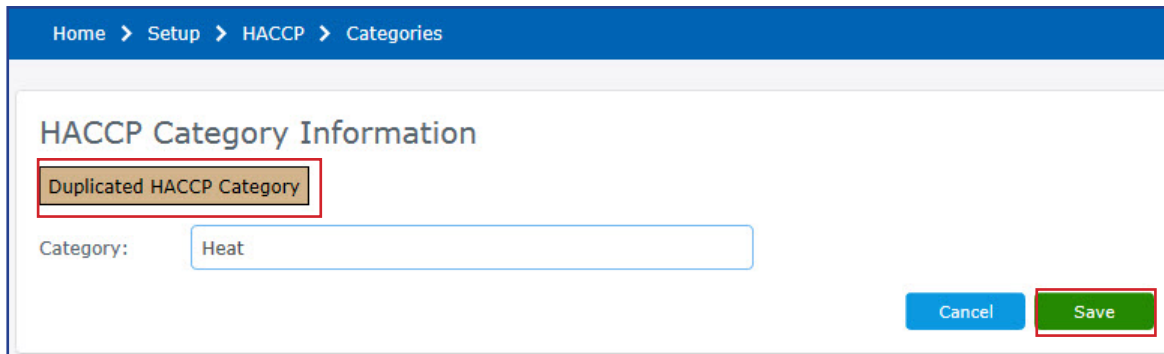 Home > Setup > HACCP > Categories
HACCP Category Information
Duplicated HACCP Category
Category: Heat
Cancel Save